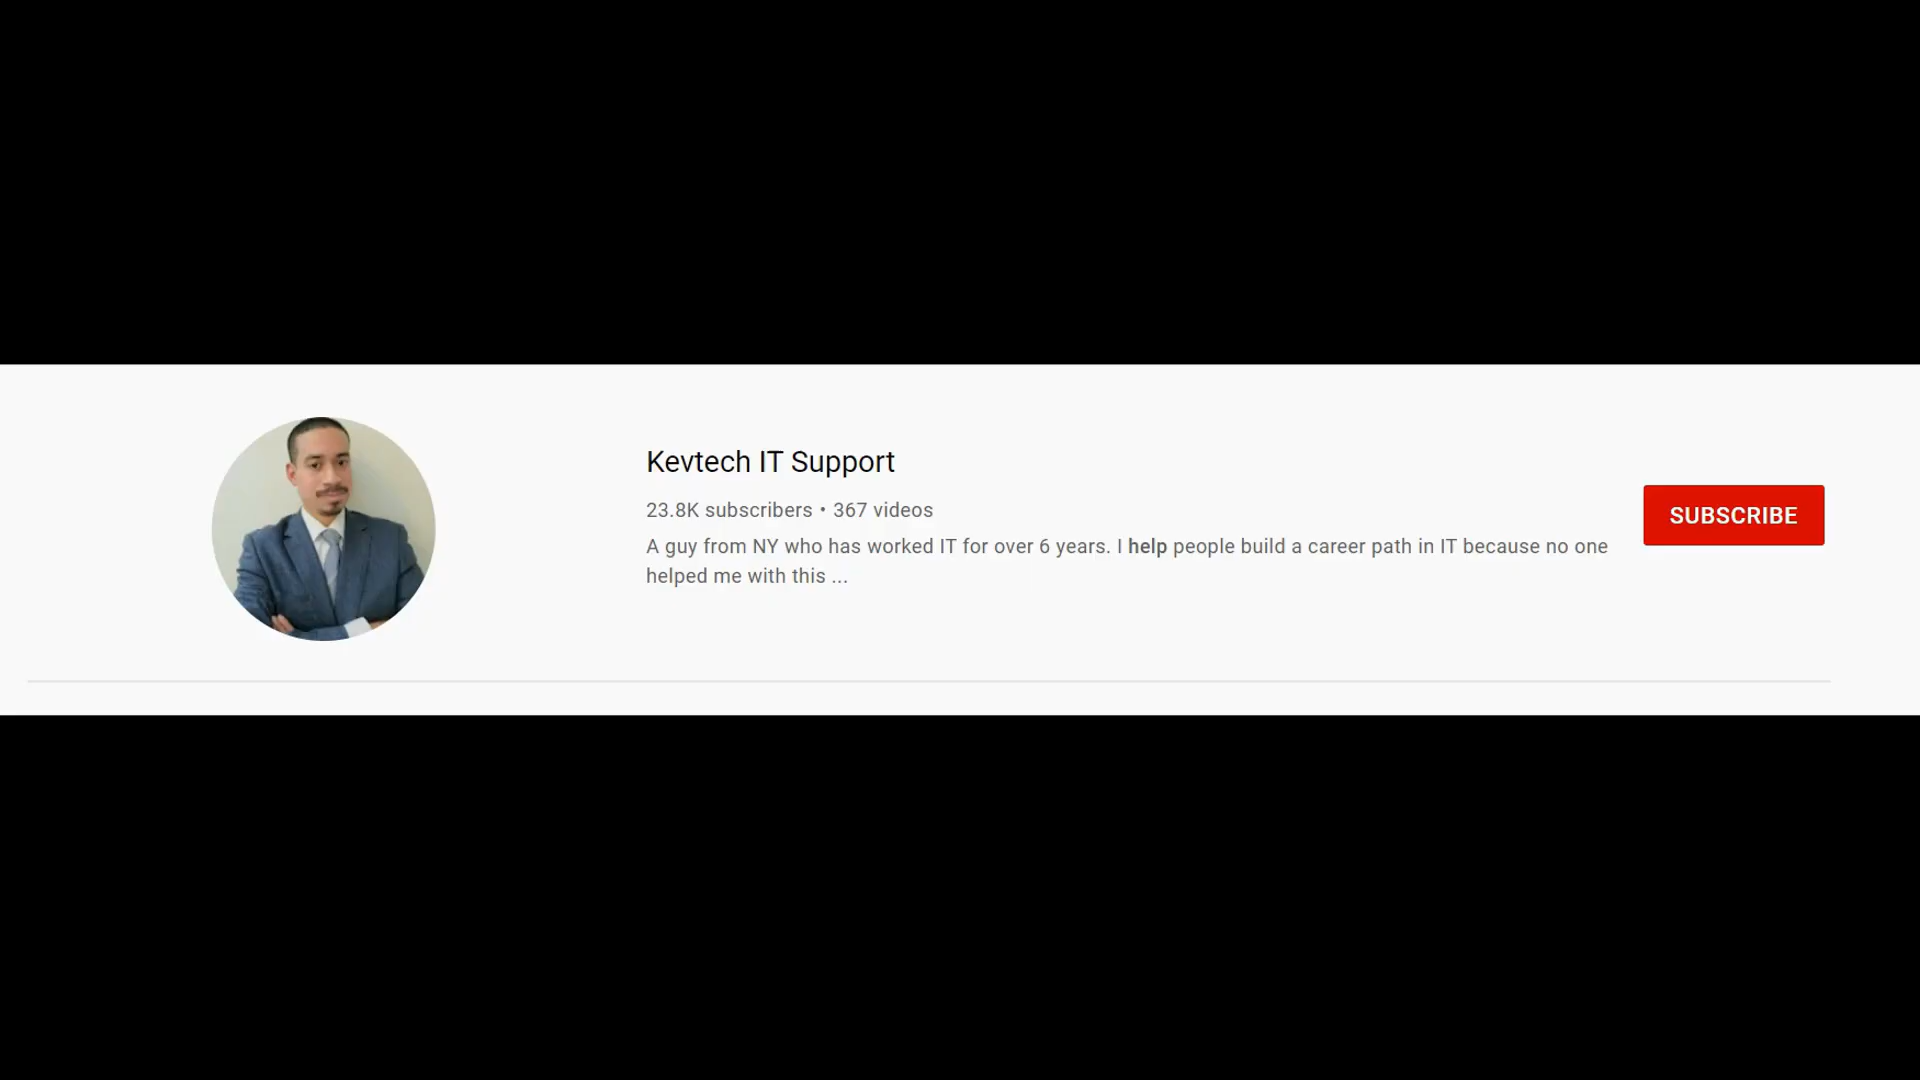 Kevtech IT Support
23.8K subscribers • 367 videos
A guy from NY who has worked IT for over 6 years. I help people build a career path in IT because no one
helped me with this ...
SUBSCRIBE